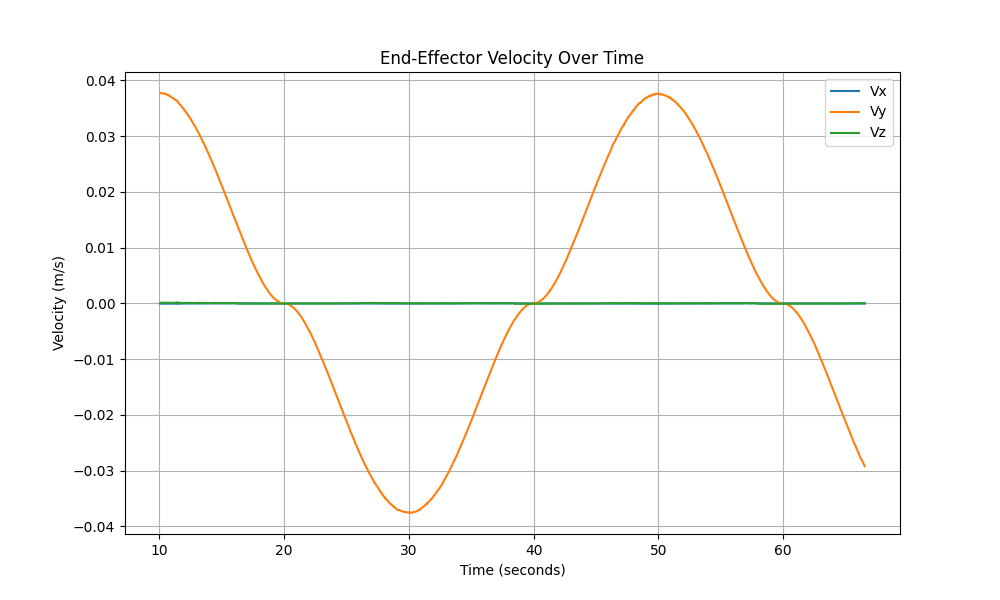 End-Effector Velocity Over Time
Vx
Vy
Vz
Velocity (m/s)
0.04
0.03
0.02
0.01
0.00
−0.01
−0.02
−0.03
−0.04
10 20 30 40 50 60
Time (seconds)